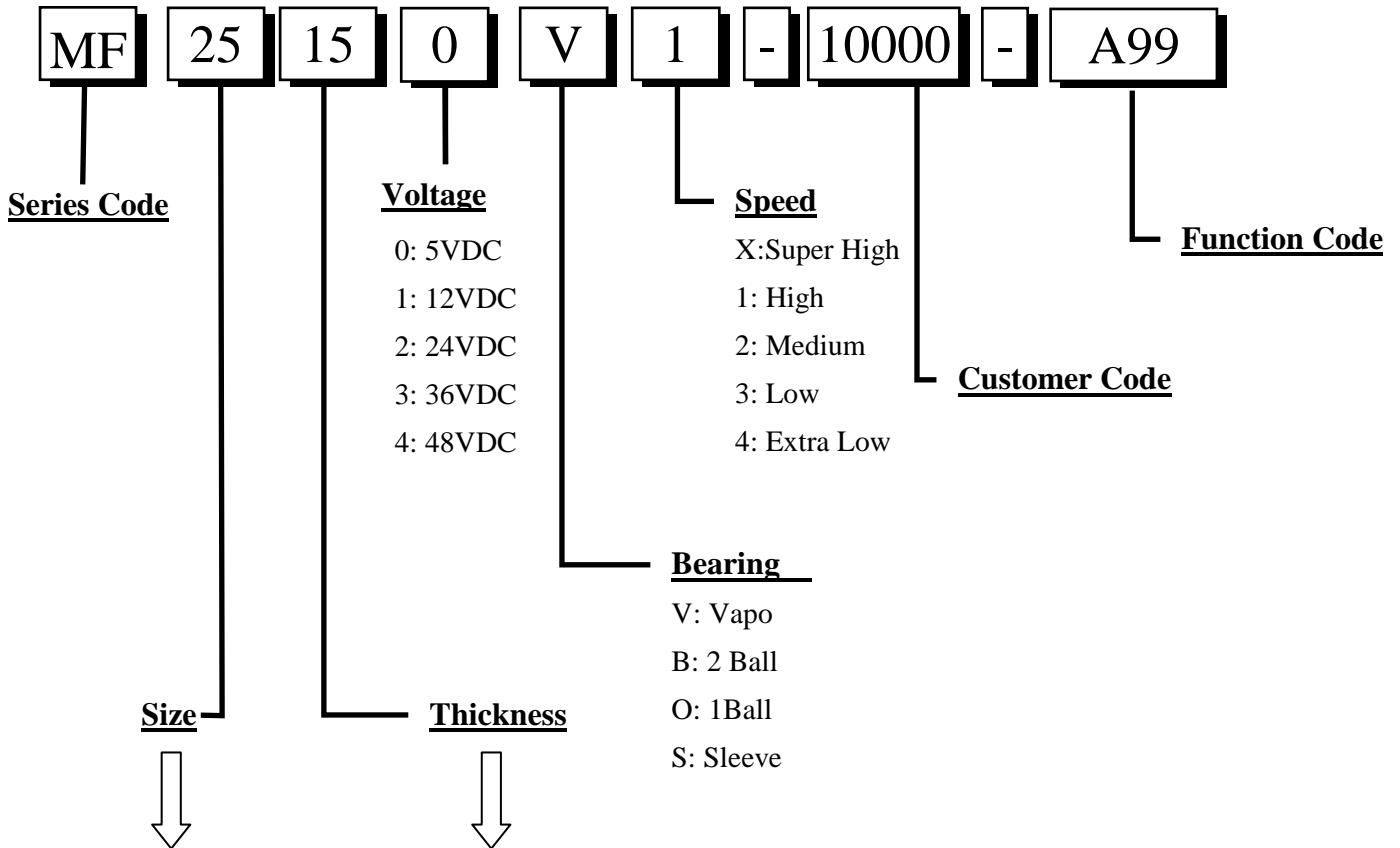 MF 25 15 0 V 1 - 10000 - A99
Series Code
Voltage
0: 5VDC
1: 12VDC
2: 24VDC
3: 36VDC
4: 48VDC
Speed
X:Super High
1: High
2: Medium
3: Low
4: Extra Low
Function Code
Customer Code
Bearing
V: Vapo
B: 2 Ball
O: 1Ball
S: Sleeve
Size
Thickness